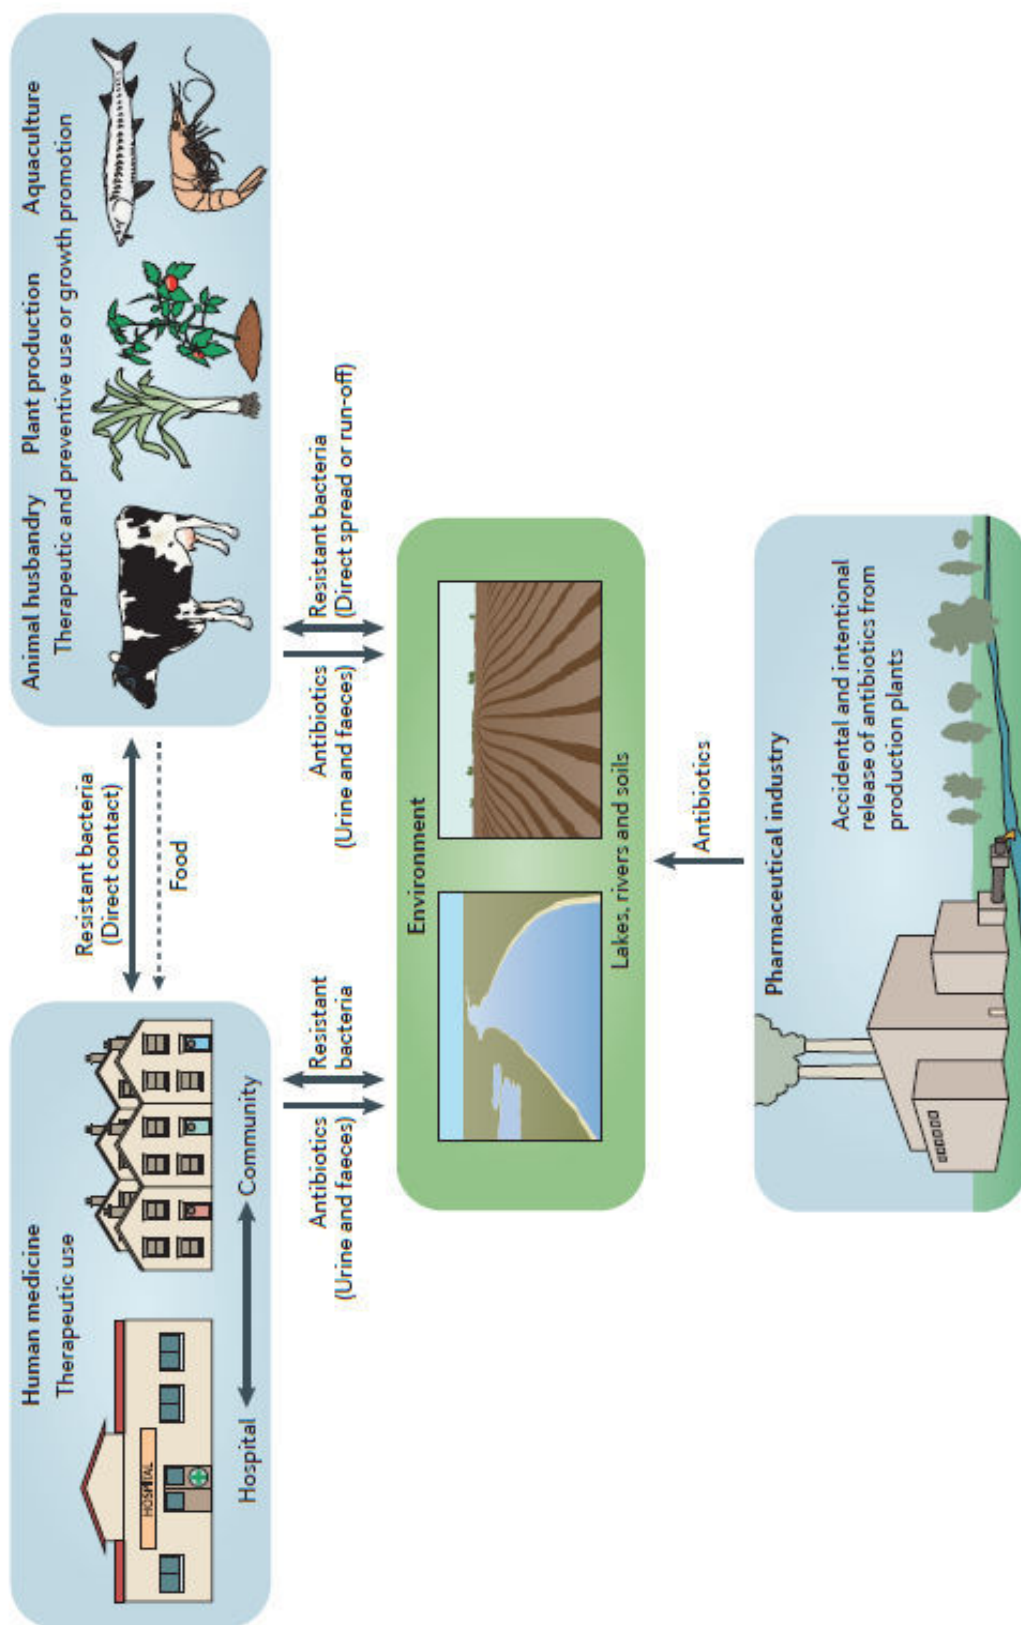 Human medicine
Therapeutic use
HOSPITAL
Hospital
Community
Resistant bacteria
(Direct contact)
Food
Animal husbandry
Plant production
Aquaculture
Therapeutic and preventive use or growth promotion
Antibiotics
(Urine and faeces)
Resistant
bacteria
Antibiotics
(Urine and faeces)
Resistant bacteria
(Direct spread or run-off)
Environment
Lakes, rivers and soils
Antibiotics
Pharmaceutical industry
Accidental and intentional
release of antibiotics from
production plants